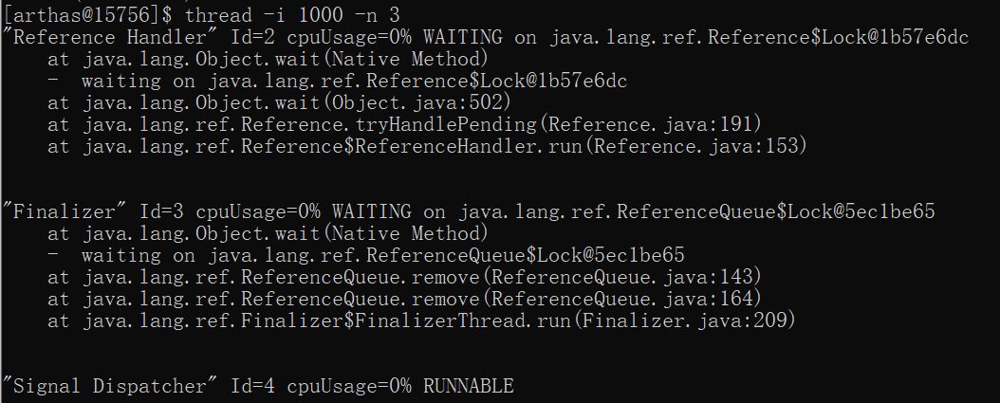 [arthas@15756]$ thread -i 1000 -n 3
"Reference Handler" Id=2 cpuUsage=0% WAITING on java.lang.ref.Reference$Lock@1b57e6dc
    at java.lang.Object.wait(Native Method)
    -  waiting on java.lang.ref.Reference$Lock@1b57e6dc
    at java.lang.Object.wait(Object.java:502)
    at java.lang.ref.Reference.tryHandlePending(Reference.java:191)
    at java.lang.ref.Reference$ReferenceHandler.run(Reference.java:153)
"Finalizer" Id=3 cpuUsage=0% WAITING on java.lang.ref.ReferenceQueue$Lock@5ec1be65
    at java.lang.Object.wait(Native Method)
    -  waiting on java.lang.ref.ReferenceQueue$Lock@5ec1be65
    at java.lang.ref.ReferenceQueue.remove(ReferenceQueue.java:143)
    at java.lang.ref.ReferenceQueue.remove(ReferenceQueue.java:164)
    at java.lang.ref.Finalizer$FinalizerThread.run(Finalizer.java:209)
"Signal Dispatcher" Id=4 cpuUsage=0% RUNNABLE